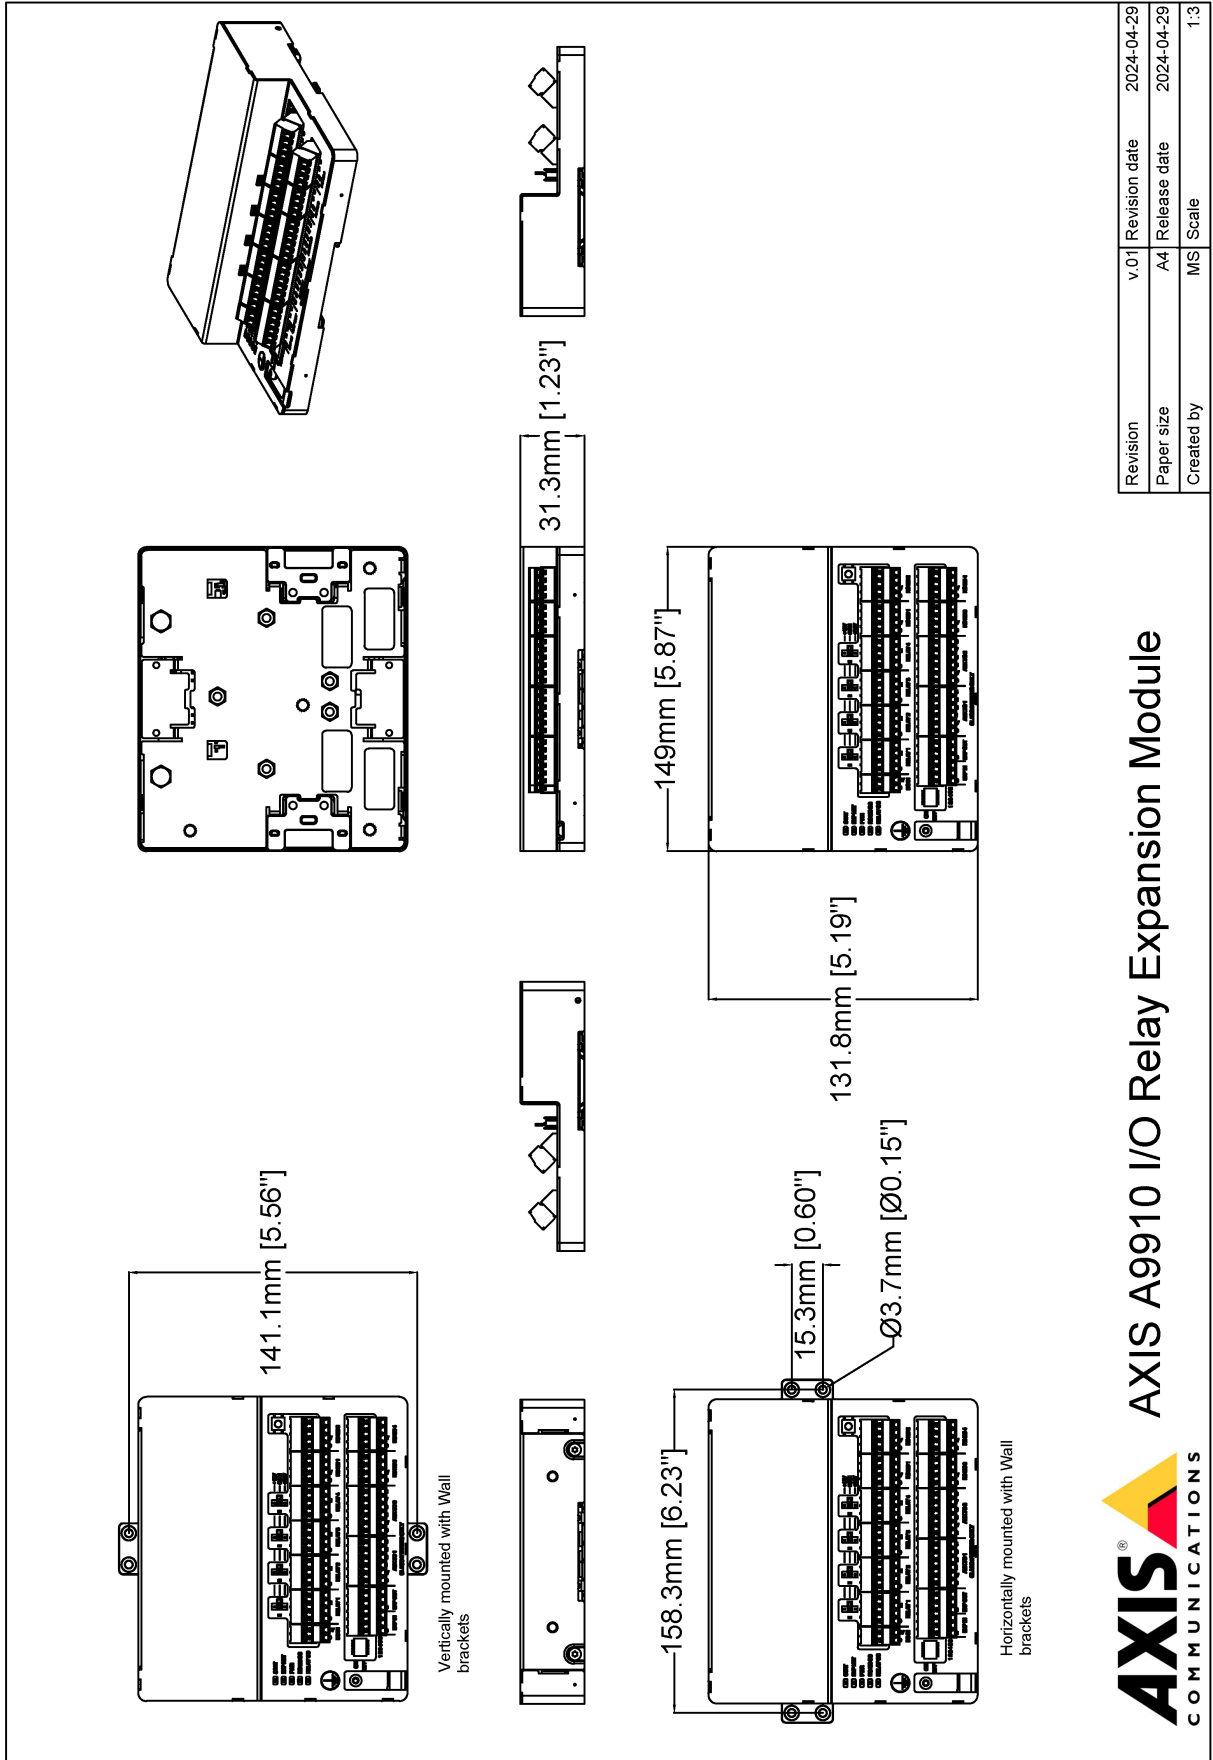 141.1mm [5.56"]
Vertically mounted with Wall
brackets
31.3mm [1.23"]
158.3mm [6.23"]
15.3mm [0.60"]
Ø3.7mm [Ø0.15"]
Horizontally mounted with Wall
brackets
149mm [5.87"]
131.8mm [5.19"]
AXIS®
COMMUNICATIONS
AXIS A9910 I/O Relay Expansion Module
Revision v.01 Revision date 2024-04-29
Paper size A4 Release date 2024-04-29
Created by MS Scale 1:3